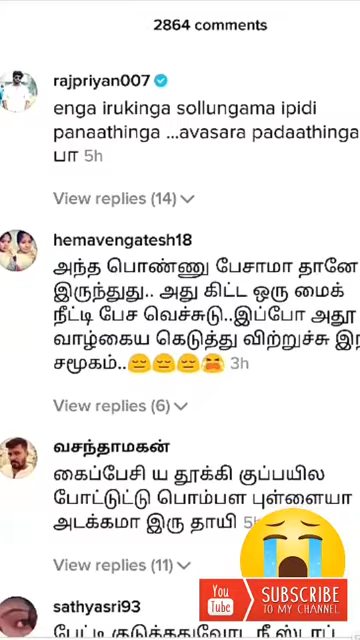 2864 comments
rajpriyan007
enga irukinga sollungama ipidi
panaathinga ...avasara padaathinga
பா 5h
View replies (14)
hemavengatesh18
அந்த பொண்ணு பேசாமா தானே
இருந்துது.. அது கிட்ட ஒரு மைக்
நீட்டி பேச வெச்சுடு..இப்போ அதூ
வாழ்கைய கெடுத்து விற்றுச்சு இந
சமூகம்..😔😔😔😫 3h
View replies (6)
வசந்தாமகன்
கைப்பேசி ய தூக்கி குப்பயில
போட்டுட்டு பொம்பள புள்ளையா
அடக்கமா இரு தாயி 5h
View replies (11)
You Tube
SUBSCRIBE
TO MY CHANNEL
sathyasri93